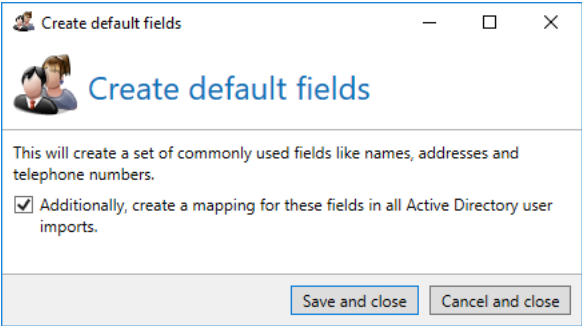 Create default fields
Create default fields
This will create a set of commonly used fields like names, addresses and
telephone numbers.
Additionally, create a mapping for these fields in all Active Directory user
imports.
Save and close
Cancel and close